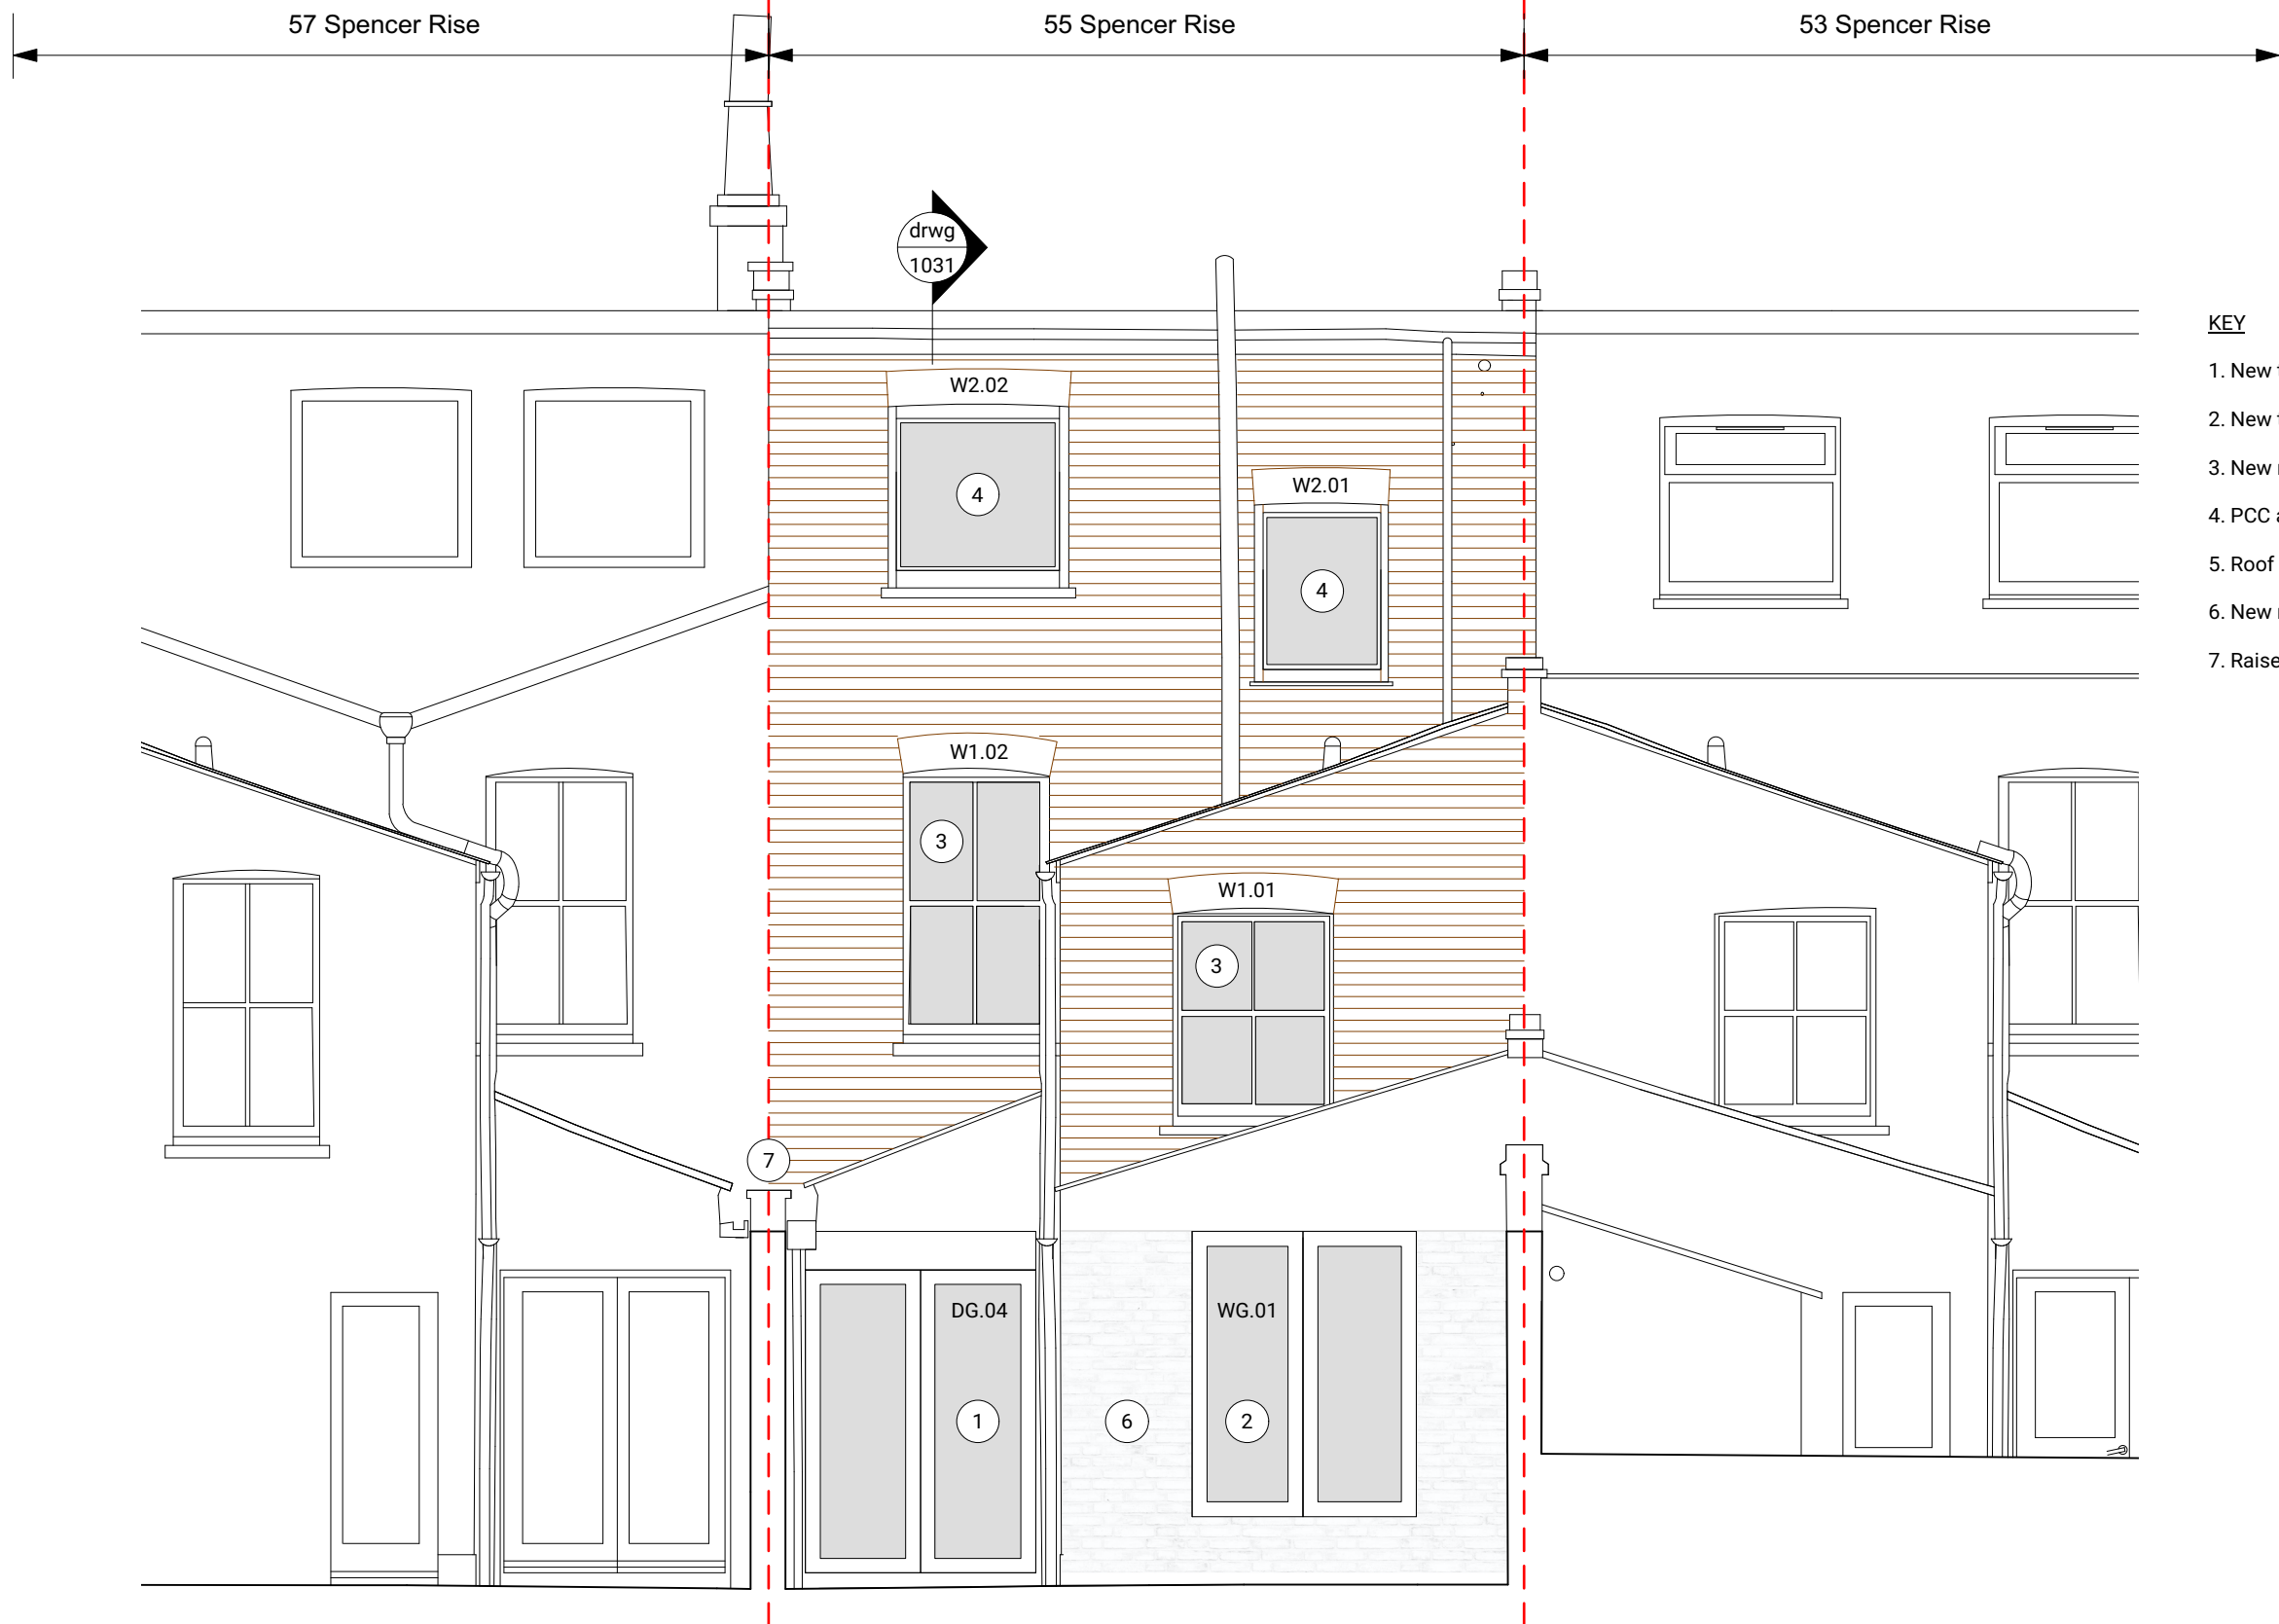 57 Spencer Rise
55 Spencer Rise
53 Spencer Rise
drwg
1031
KEY
1. New
2. New
3. New
4. PCC
5. Roof
6. New
7. Raise
W2.02
4
W2.01
4
W1.02
3
W1.01
3
7
DG.04
WG.01
1
6
2